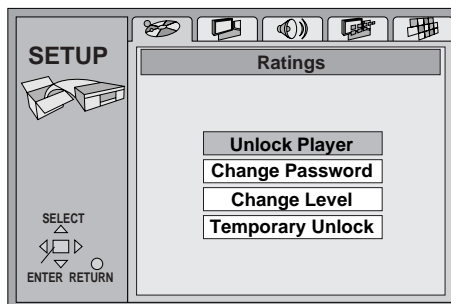 SETUP
Ratings
Unlock Player
Change Password
Change Level
Temporary Unlock
SELECT
ENTER RETURN